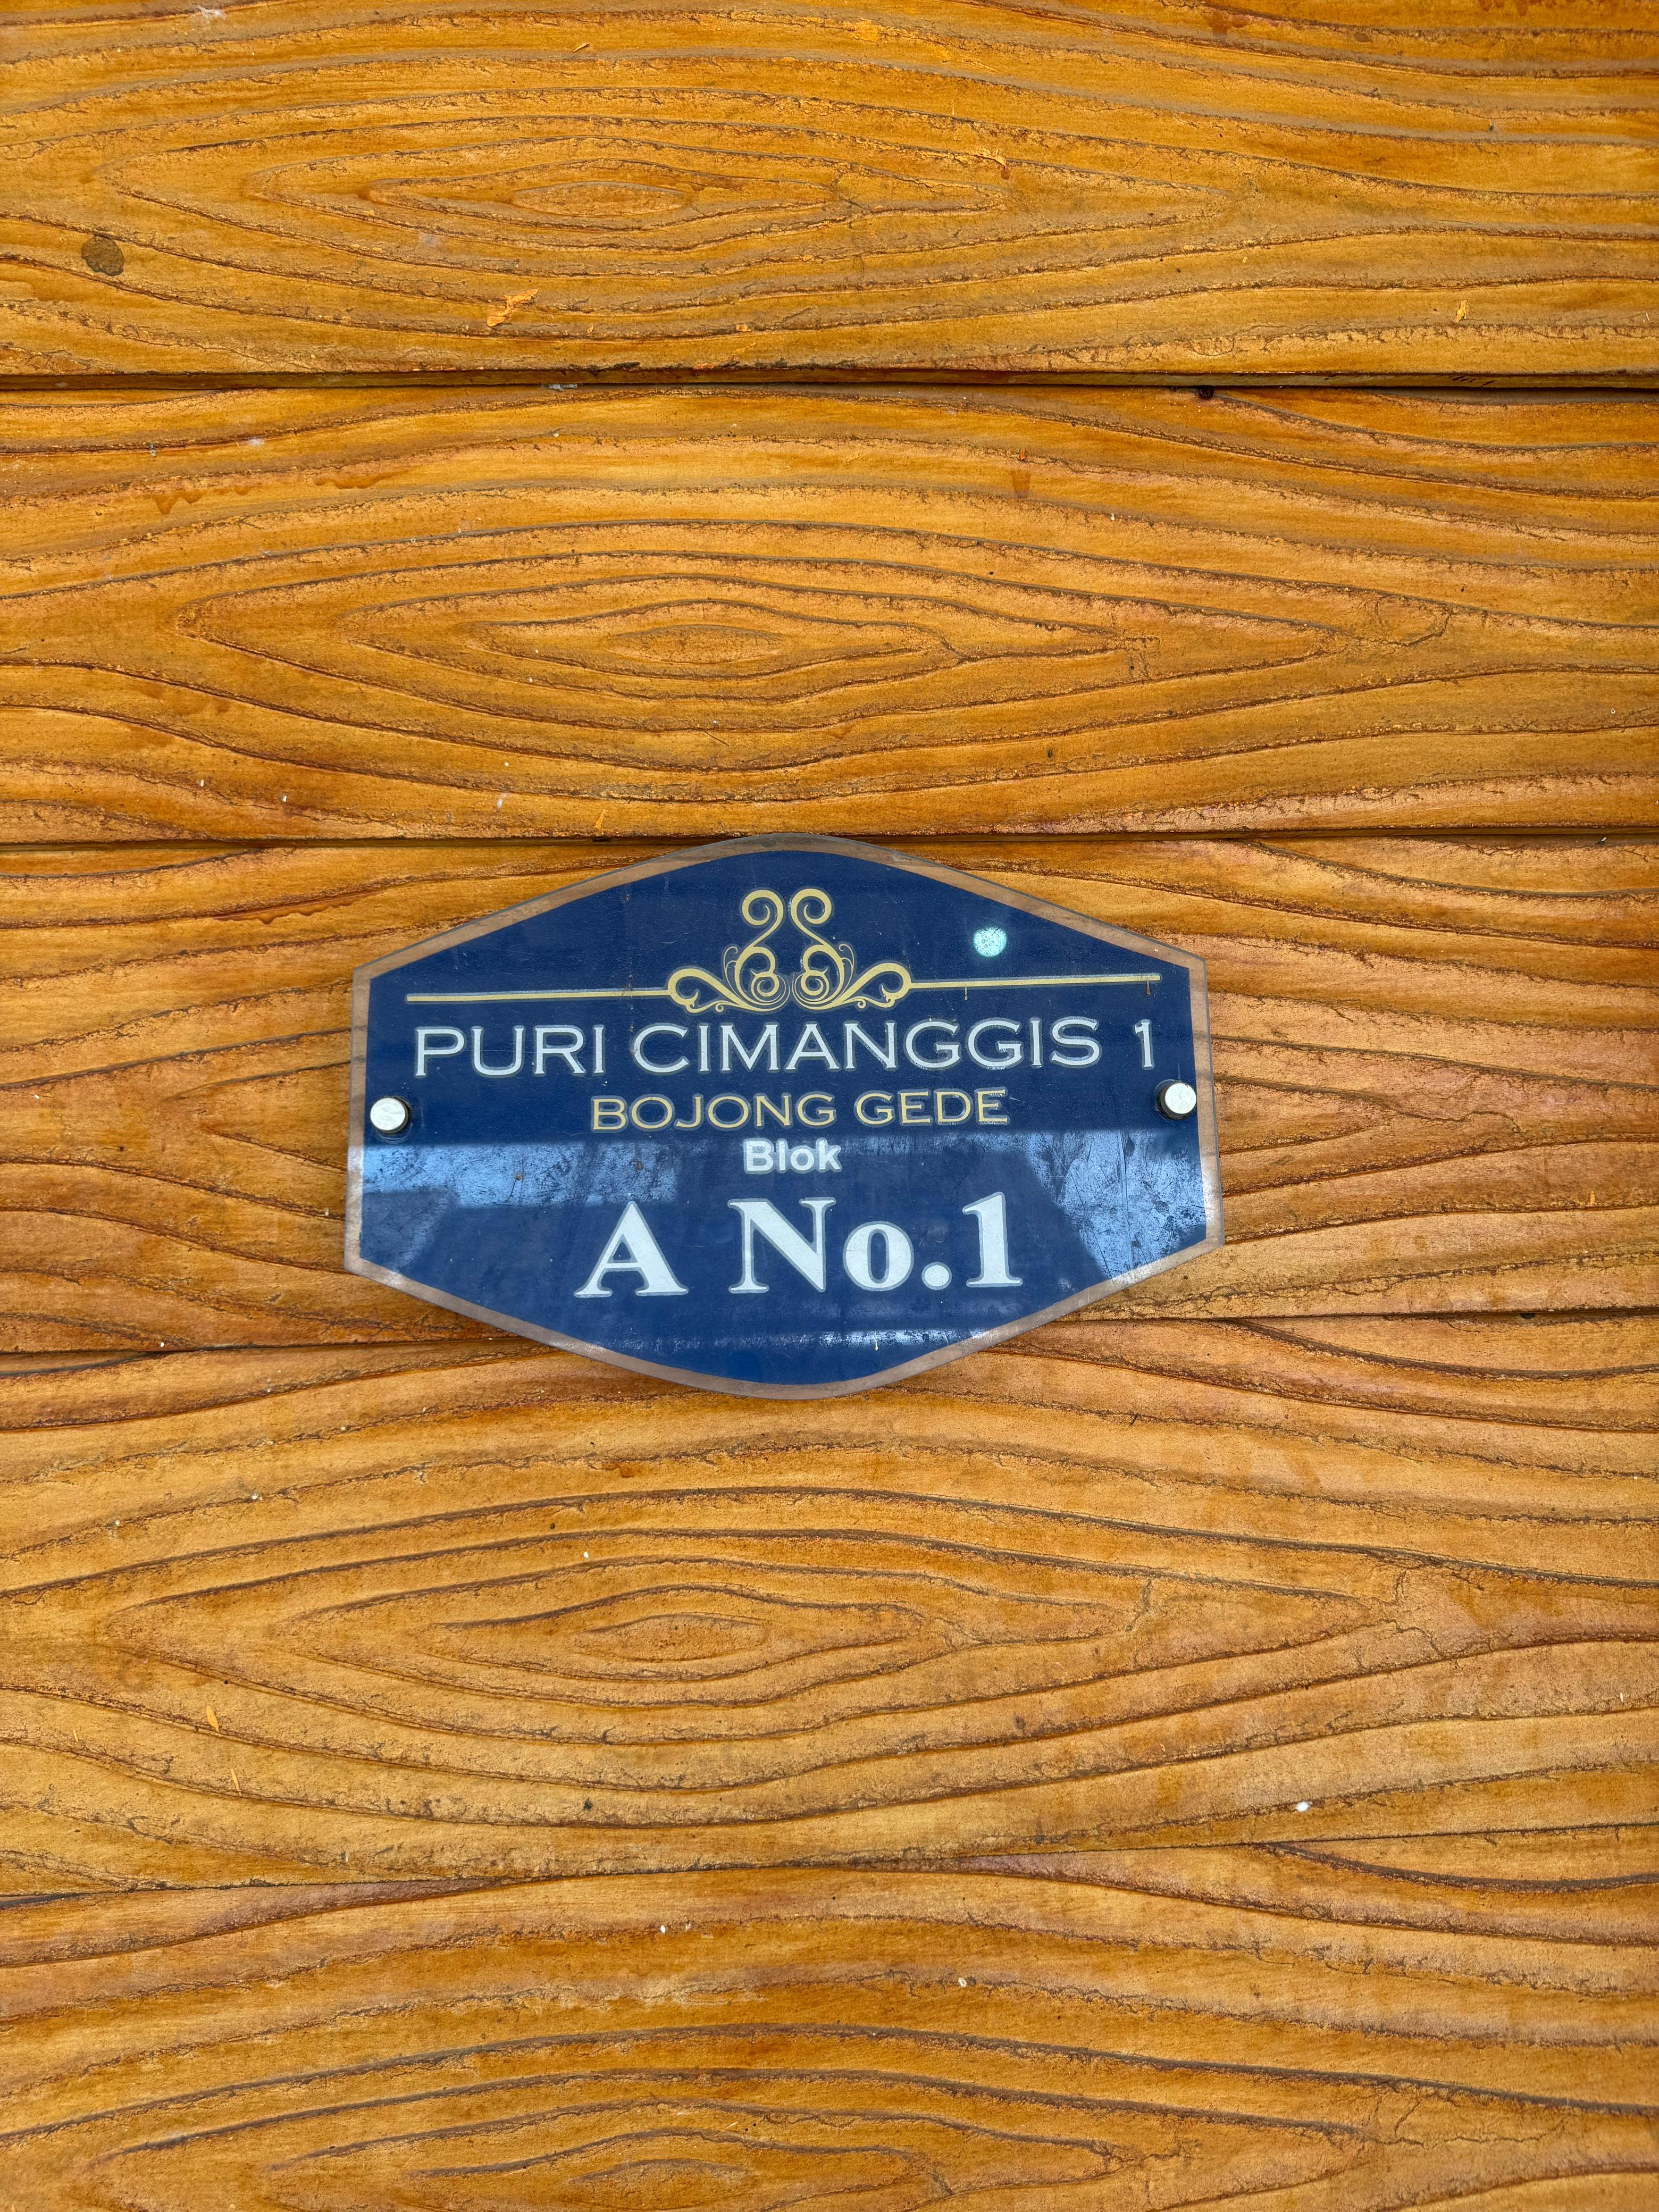 PURI CIMANGGIS 1
BOJONG GEDE
Blok
A No.1